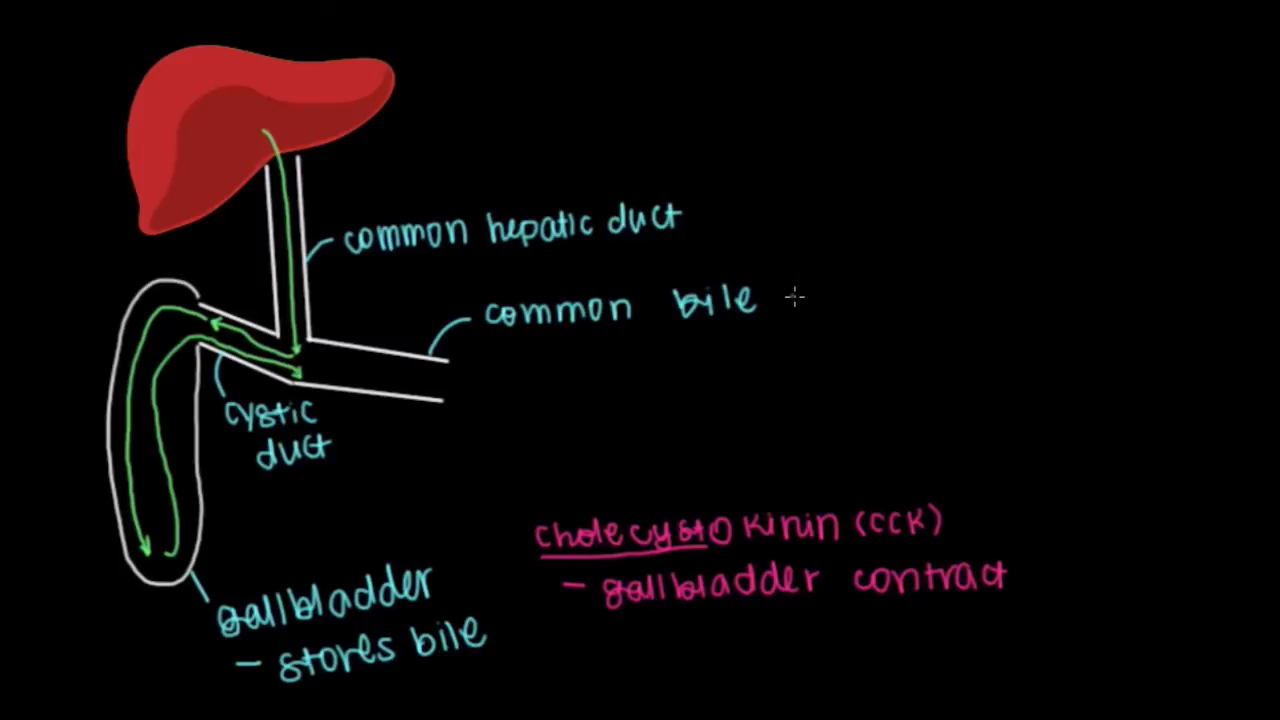 common hepatic duct
common bile
cystic
duct
cholecystokinin (CCK)
- gallbladder contract
gallbladder
- stores bile